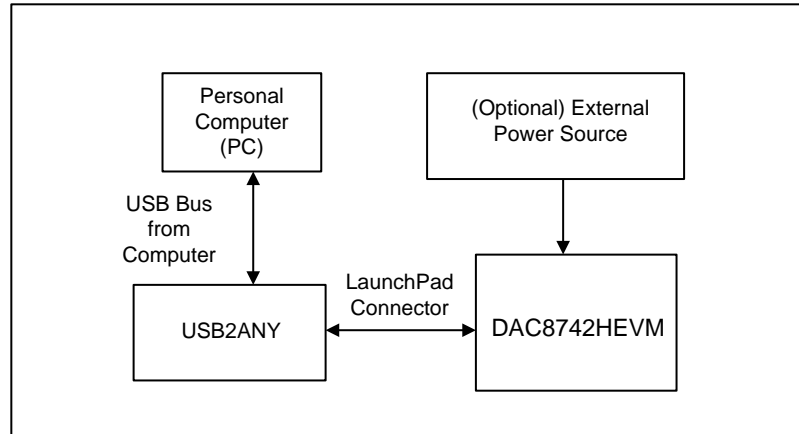 Personal
Computer
(PC)
(Optional) External
Power Source
USB Bus
from
Computer
LaunchPad
Connector
USB2ANY
DAC8742HEVM